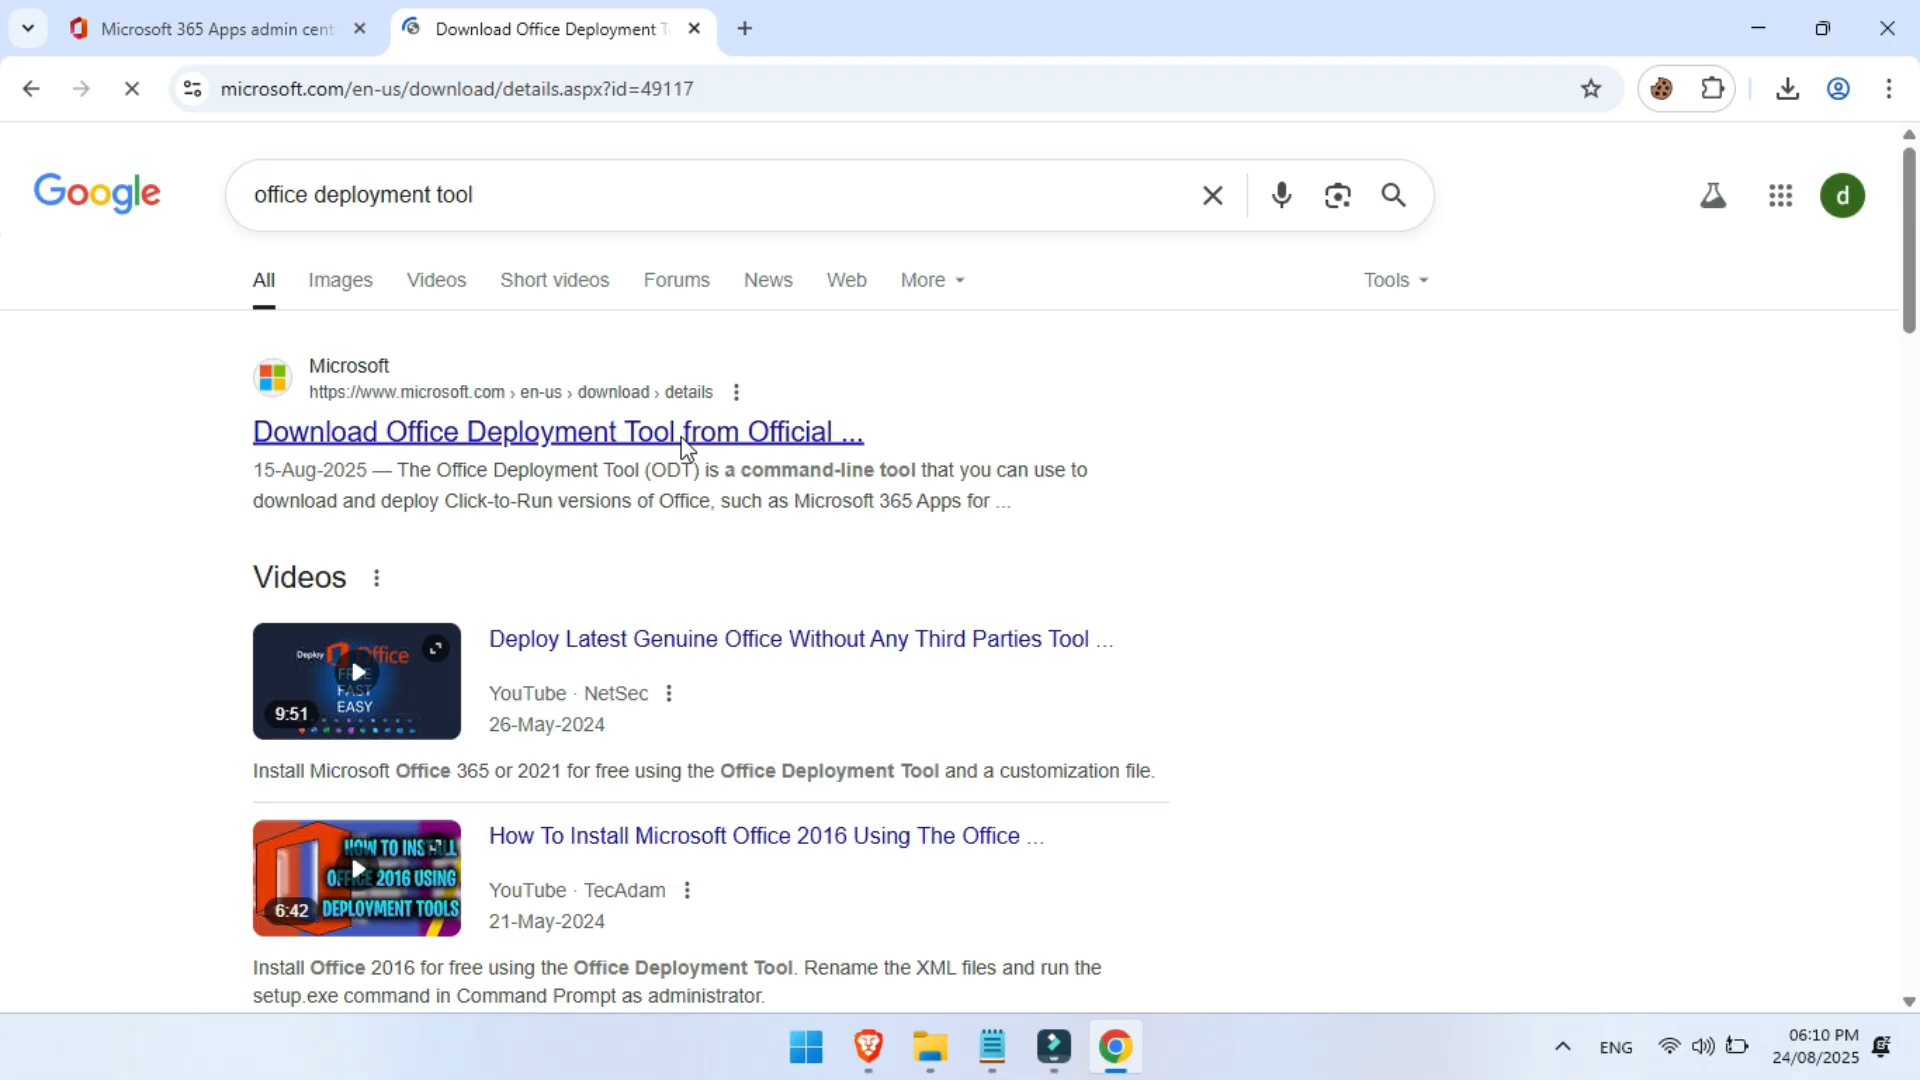 Microsoft 365 Apps admin cent
Download Office Deployment T
microsoft.com/en-us/download/details.aspx?id=49117
Google
office deployment tool
d
All Images Videos Short videos Forums News Web More Tools
Microsoft
https://www.microsoft.com › en-us › download › details
Download Office Deployment Tool from Official ...
15-Aug-2025 — The Office Deployment Tool (ODT) is a command-line tool that you can use to
download and deploy Click-to-Run versions of Office, such as Microsoft 365 Apps for ...
Videos
Deploy Office
FREE
FAST
EASY
9:51
Deploy Latest Genuine Office Without Any Third Parties Tool ...
YouTube · NetSec
26-May-2024
Install Microsoft Office 365 or 2021 for free using the Office Deployment Tool and a customization file.
HOW TO INSTALL
OFFICE 2016 USING
DEPLOYMENT TOOLS
6:42
How To Install Microsoft Office 2016 Using The Office ...
YouTube · TecAdam
21-May-2024
Install Office 2016 for free using the Office Deployment Tool. Rename the XML files and run the
setup.exe command in Command Prompt as administrator.
ENG
06:10 PM
24/08/2025